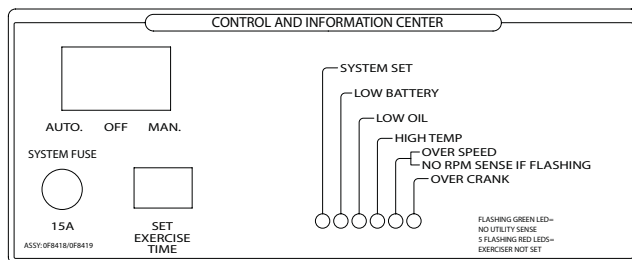 CONTROL AND INFORMATION CENTER
AUTO. OFF MAN.
SYSTEM FUSE
15A
SET
EXERCISE
TIME
ASSY: 0F8418/0F8419
SYSTEM SET
LOW BATTERY
LOW OIL
HIGH TEMP
OVER SPEED
NO RPM SENSE IF FLASHING
OVER CRANK
FLASHING GREEN LED=
NO UTILITY SENSE
5 FLASHING RED LEDS=
EXERCISER NOT SET